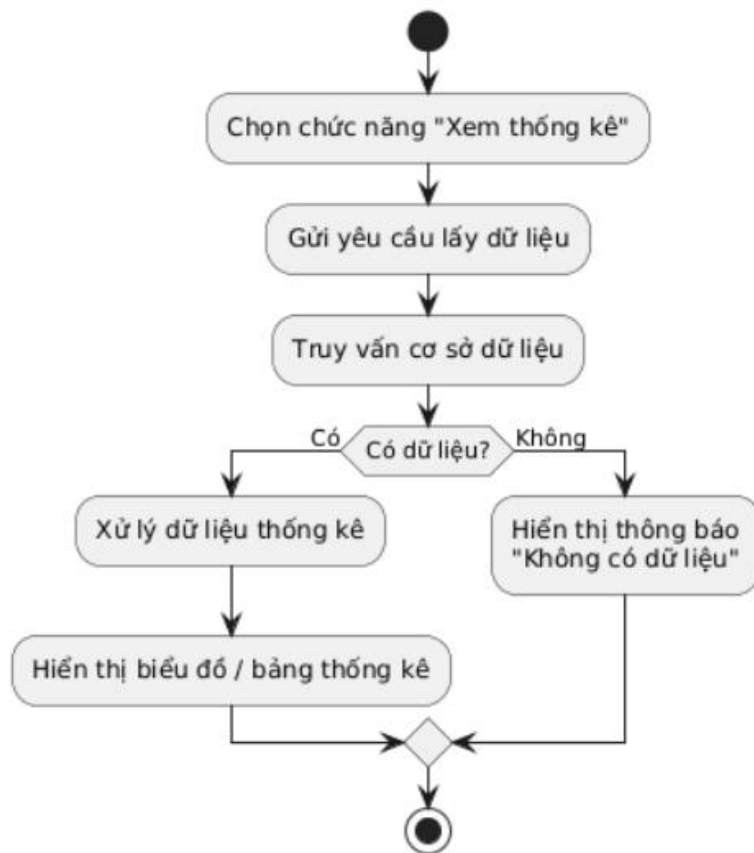 Chọn chức năng "Xem thống kê"
Gửi yêu cầu lấy dữ liệu
Truy vấn cơ sở dữ liệu
Có
Có dữ liệu?
Không
Xử lý dữ liệu thống kê
Hiển thị thông báo
"Không có dữ liệu"
Hiển thị biểu đồ / bảng thống kê